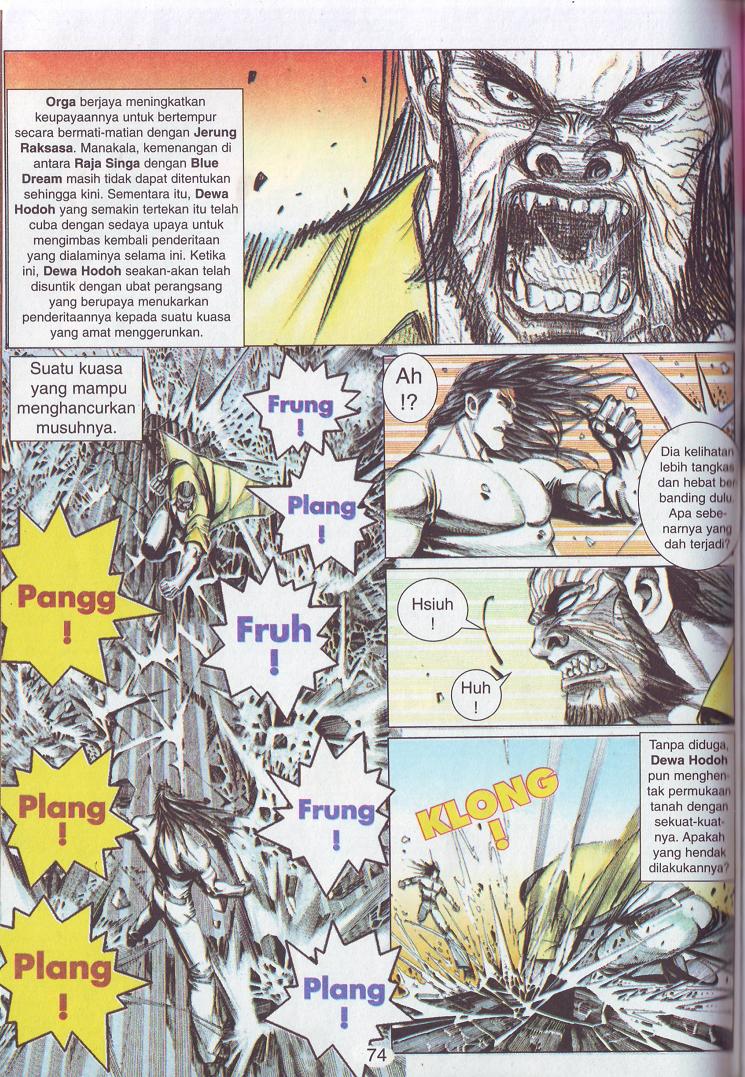 Orga berjaya meningkatkan
keupayaannya untuk bertempur
secara bermati-matian dengan Jerung
Raksasa. Manakala, kemenangan di
antara Raja Singa dengan Blue
Dream masih tidak dapat ditentukan
sehingga kini. Sementara itu, Dewa
Hodoh yang semakin tertekan itu telah
cuba dengan sedaya upaya untuk
mengimbas kembali penderitaan
yang dialaminya selama ini. Ketika
ini, Dewa Hodoh seakan-akan telah
disuntik dengan ubat perangsang
yang berupaya menukarkan
penderitaannya kepada suatu kuasa
yang amat menggerunkan.
Suatu kuasa
yang mampu
menghancurkan
musuhnya.
Frung
!
Plang
!
Pangg
!
Fruh
!
Plang
!
Frung
!
Plang
!
Plang
!
Ah
!?
Dia kelihatan
lebih tangkas
dan hebat ber
banding dulu.
Apa sebe-
narnya yang
dah terjadi?
Hsiuh
!
Huh
!
KLONG
!
Tanpa diduga,
Dewa Hodoh
pun menghen-
tak permukaan
tanah dengan
sekuat-kuat-
nya. Apakah
yang hendak
dilakukannya?
74